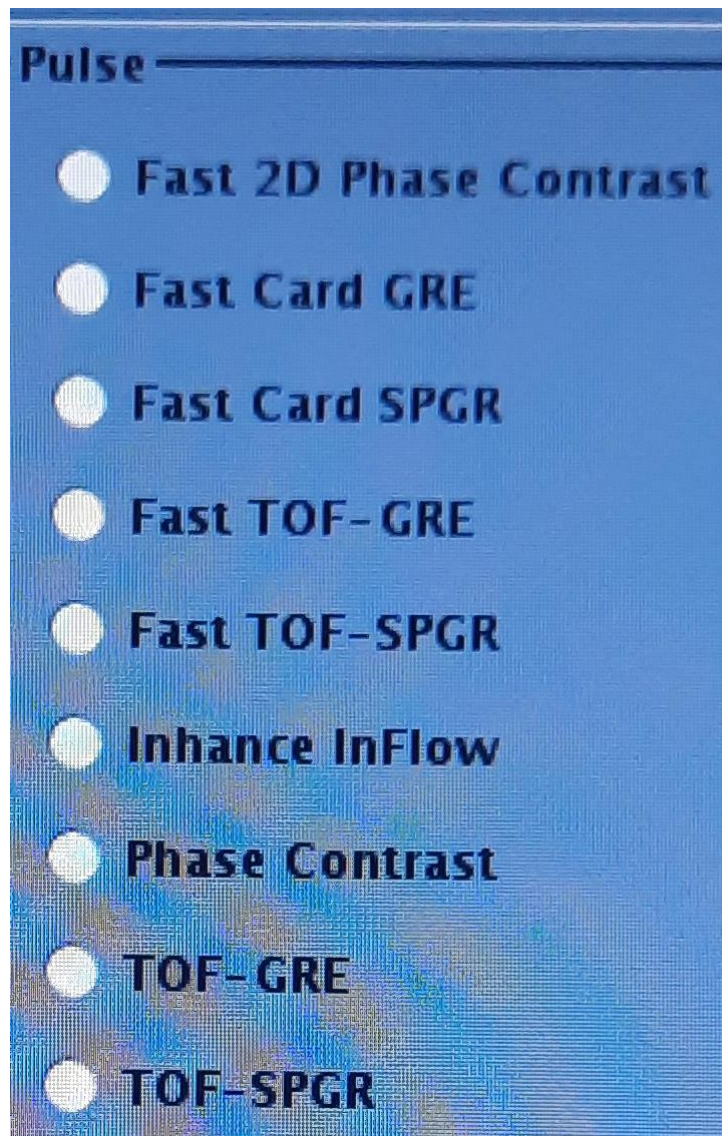 Pulse
Fast 2D Phase Contrast
Fast Card GRE
Fast Card SPGR
Fast TOF-GRE
Fast TOF-SPGR
Inhance InFlow
Phase Contrast
TOF-GRE
TOF-SPGR